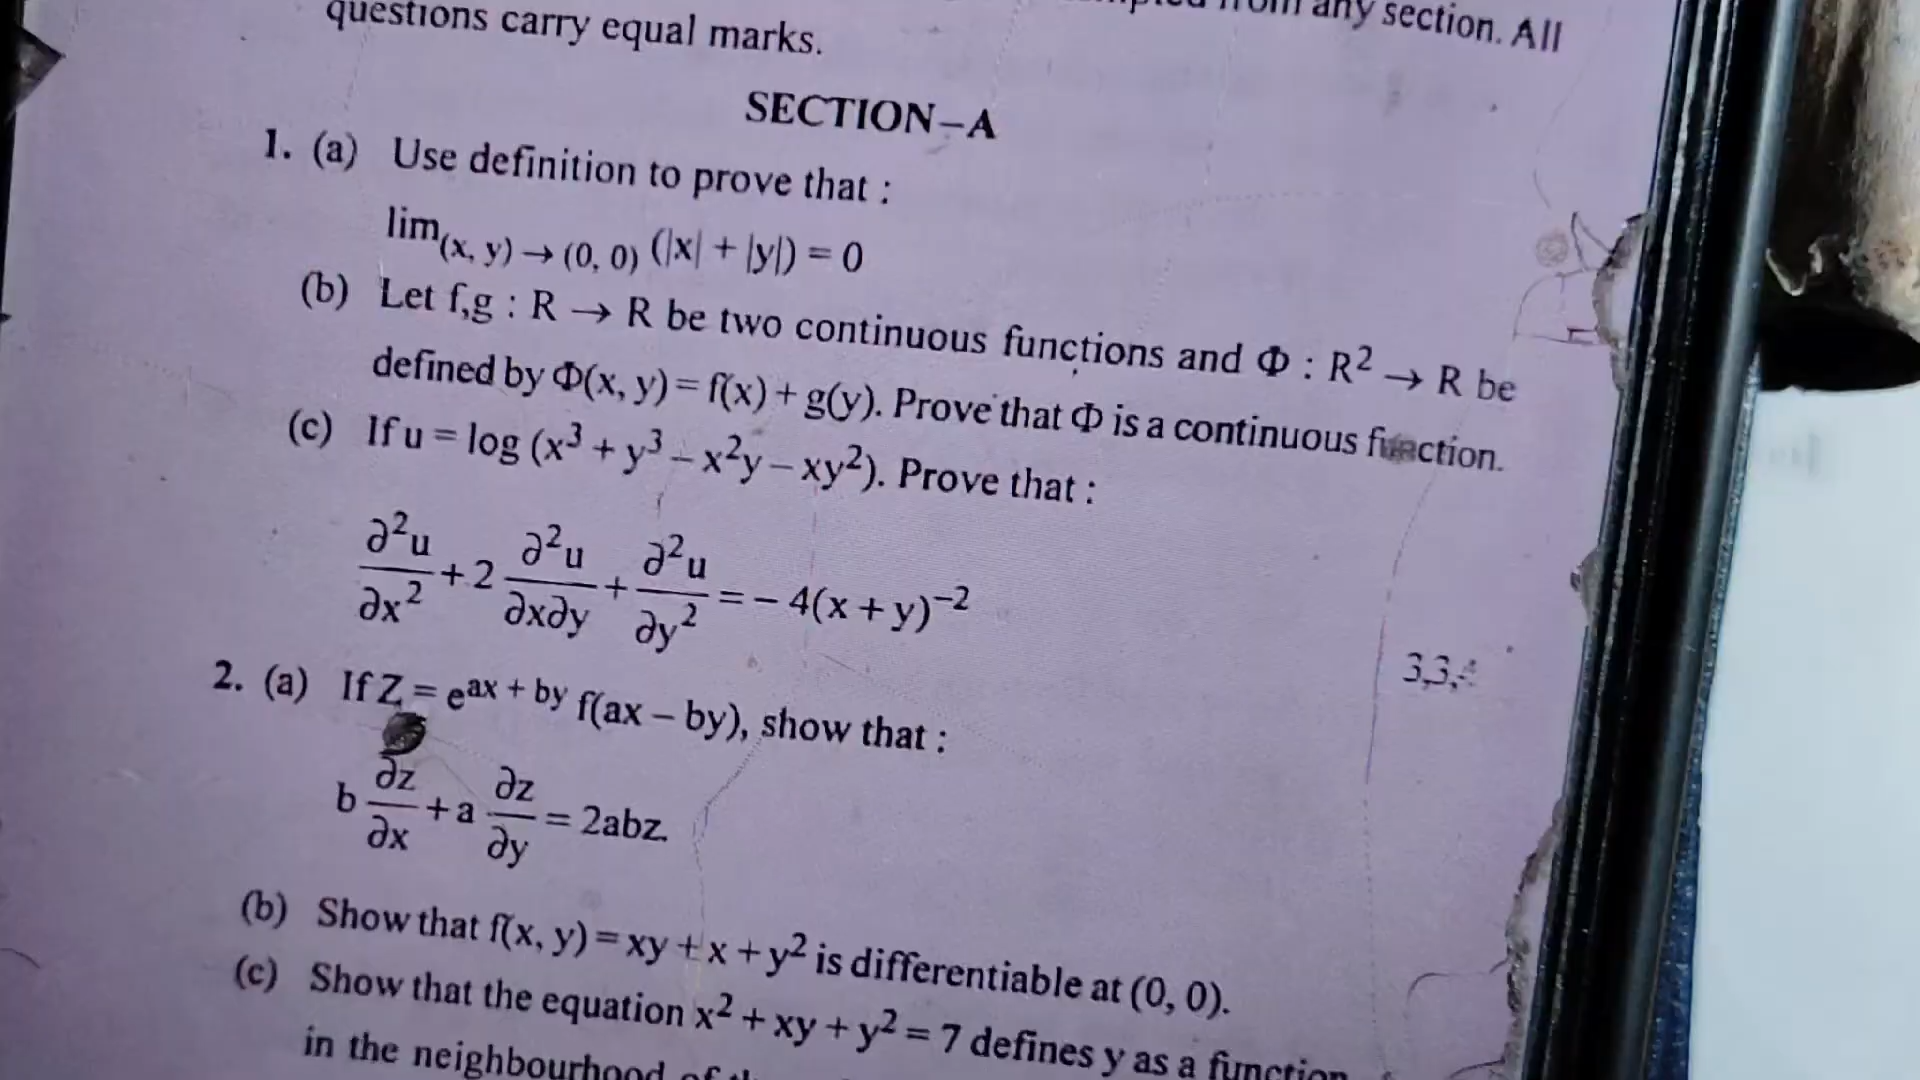 from any section. All
questions carry equal marks.
SECTION–A
1. (a) Use definition to prove that :
lim(x, y) → (0, 0) (|x| + |y|) = 0
(b) Let f,g : R → R be two continuous functions and Φ : R² → R be
defined by Φ(x, y) = f(x) + g(y). Prove that Φ is a continuous function.
(c) If u = log (x³ + y³ – x²y – xy²). Prove that :
∂²u/∂x² + 2 ∂²u/∂x∂y + ∂²u/∂y² = – 4(x + y)⁻²
3,3,4
2. (a) If Z = e^(ax + by) f(ax – by), show that :
b ∂z/∂x + a ∂z/∂y = 2abz.
(b) Show that f(x, y) = xy + x + y² is differentiable at (0, 0).
(c) Show that the equation x² + xy + y² = 7 defines y as a function
in the neighbourhood of